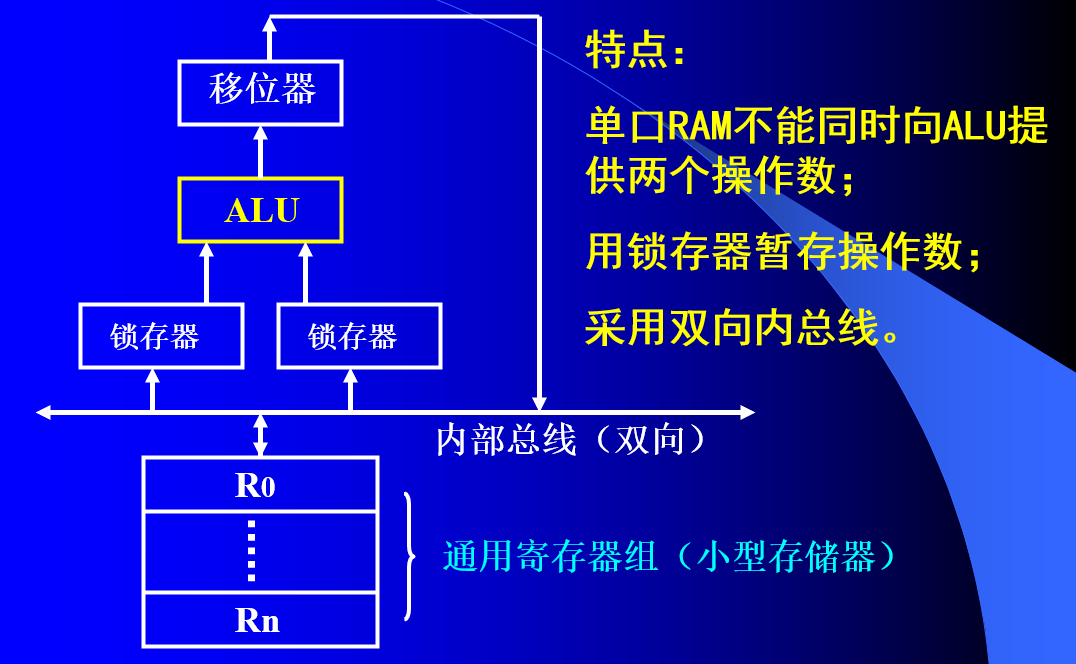 移位器
ALU
锁存器
锁存器
内部总线（双向）
R0
Rn
通用寄存器组（小型存储器）
特点：
单口RAM不能同时向ALU提
供两个操作数；
用锁存器暂存操作数；
采用双向内总线。